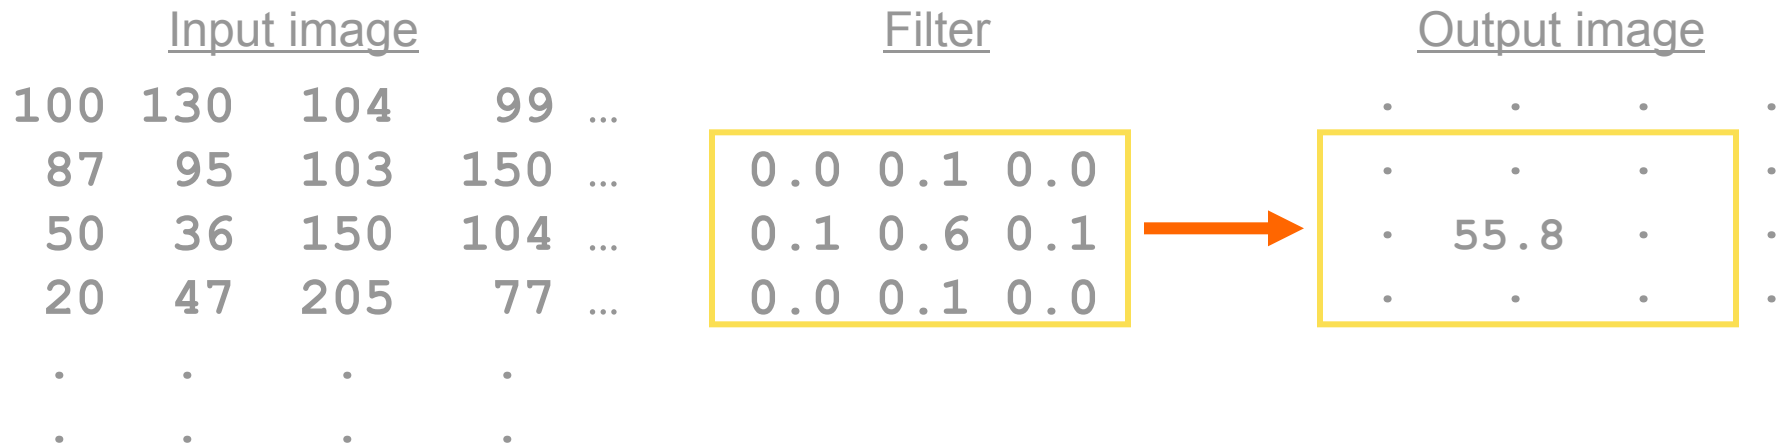 Input image Filter Output image
100 130 104 99 ... . . . .
87 95 103 150 ... 0.0 0.1 0.0 . . . .
50 36 150 104 ... 0.1 0.6 0.1 . 55.8 . .
20 47 205 77 ... 0.0 0.1 0.0 . . . .
. . . .
. . . .